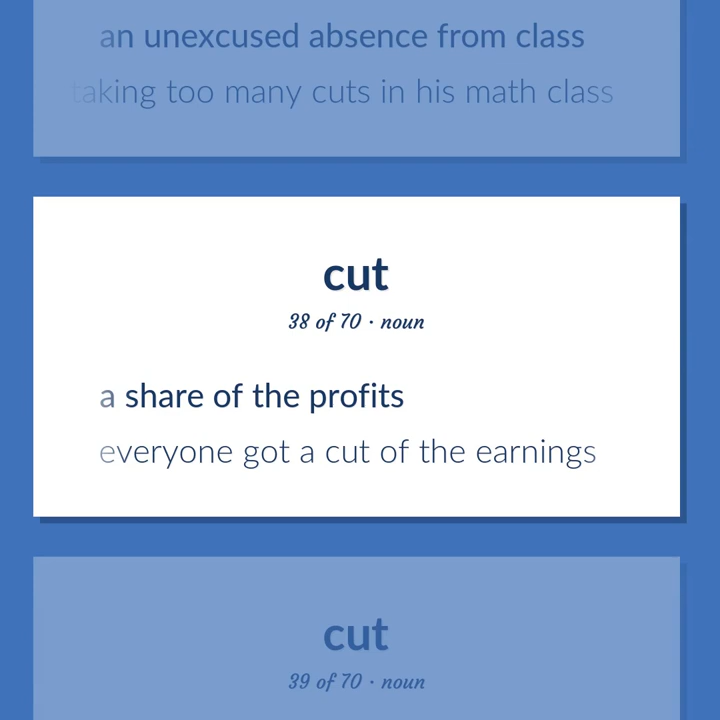 an unexcused absence from class
taking too many cuts in his math class
cut
38 of 70 · noun
a share of the profits
everyone got a cut of the earnings
cut
39 of 70 · noun